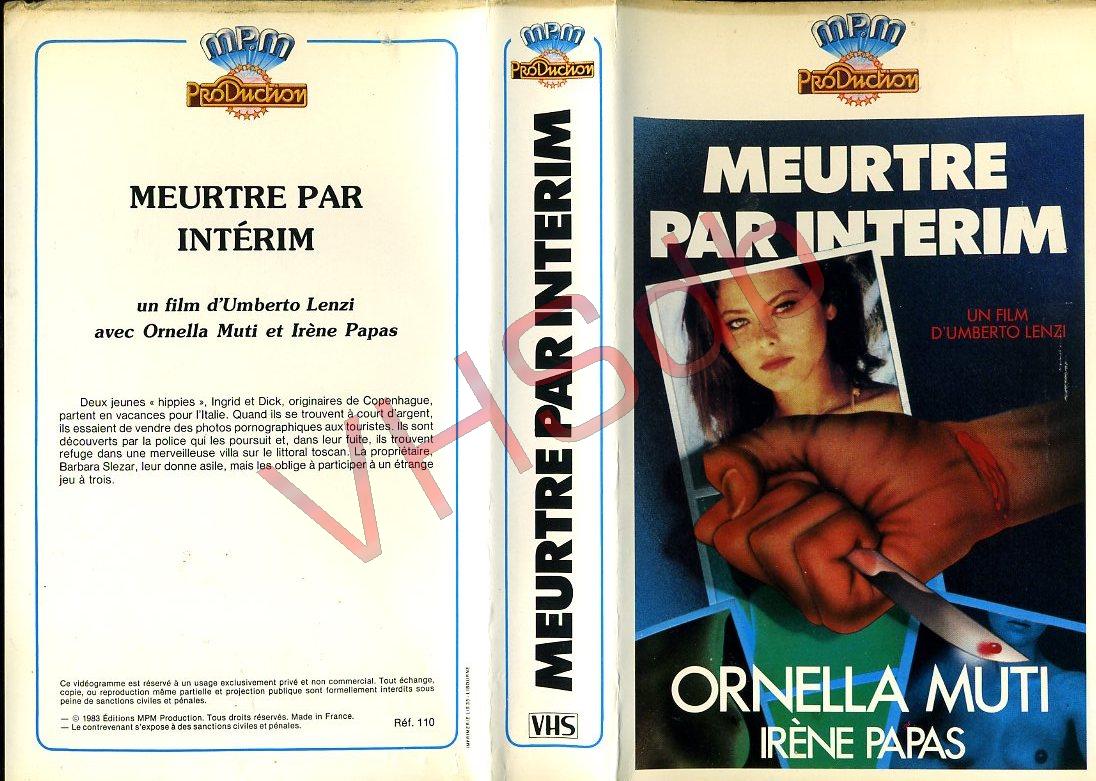 MPM
PRODUCTION
MEURTRE PAR
INTÉRIM
un film d'Umberto Lenzi
avec Ornella Muti et Irène Papas
Deux jeunes « hippies », Ingrid et Dick, originaires de Copenhague,
partent en vacances pour l'Italie. Quand ils se trouvent à court d'argent,
ils essaient de vendre des photos pornographiques aux touristes. Ils sont
découverts par la police qui les poursuit et, dans leur fuite, ils trouvent
refuge dans une merveilleuse villa sur le littoral toscan. La propriétaire,
Barbara Slezar, leur donne asile, mais les oblige à participer à un étrange
jeu à trois.
Ce vidéogramme est réservé à un usage exclusivement privé et non commercial. Tout échange,
copie, ou reproduction même partielle et projection publique sont formellement interdits sous
peine de sanctions civiles et pénales.
— © 1983 Éditions MPM Production. Tous droits réservés. Made in France.
— Le contrevenant s'expose à des sanctions civiles et pénales.
Réf. 110
MPM
PRODUCTION
MEURTRE PAR INTERIM
VHS
MPM
PRODUCTION
MEURTRE
PAR INTERIM
UN FILM
D'UMBERTO LENZI
ORNELLA MUTI
IRÈNE PAPAS
VHSdb